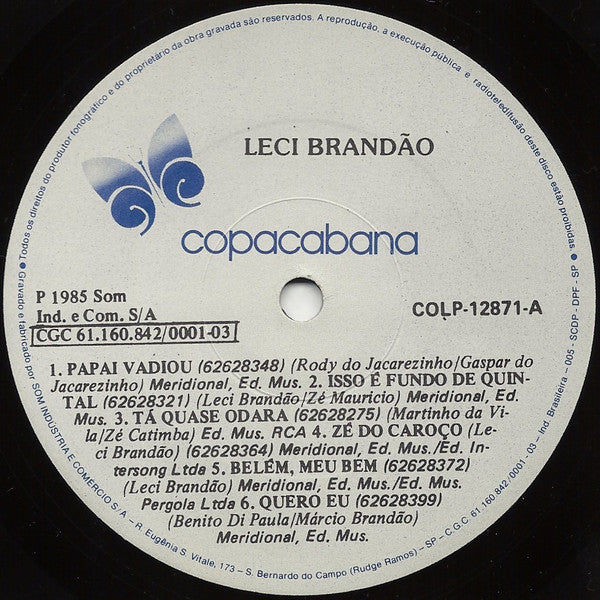 ● Todos os direitos do produtor fonográfico e do proprietário da obra gravada são reservados. A reprodução, a execução pública e radioteledifusão deste disco estão proibidas.
LECI BRANDÃO
copacabana
P 1985 Som
Ind. e Com. S/A
CGC 61.160.842/0001-03
COLP-12871-A
1. PAPAI VADIOU (62628348) (Rody do Jacarezinho/Gaspar do
Jacarezinho) Meridional, Ed. Mus. 2. ISSO É FUNDO DE QUIN-
TAL (62628321) (Leci Brandão/Zé Mauricio) Meridional, Ed.
Mus. 3. TÁ QUASE ODARA (62628275) (Martinho da Vi-
la/Zé Catimba) Ed. Mus. RCA 4. ZÉ DO CAROÇO (Le-
ci Brandão) (62628364) Meridional, Ed. Mus./Ed. In-
tersong Ltda 5. BELÉM, MEU BEM (62628372)
(Leci Brandão) Meridional, Ed. Mus./Ed. Mus.
Pergola Ltda 6. QUERO EU (62628399)
(Benito Di Paula/Márcio Brandão)
Meridional, Ed. Mus.
● Gravado e fabricado por SOM INDÚSTRIA E COMÉRCIO S/A – R. Eugênia S. Vitale, 173 – S. Bernardo do Campo (Rudge Ramos) – SP – C.G.C. 61.160.842/0001-03 – Ind. Brasileira – 005 - SCDP - DPF - SP ●